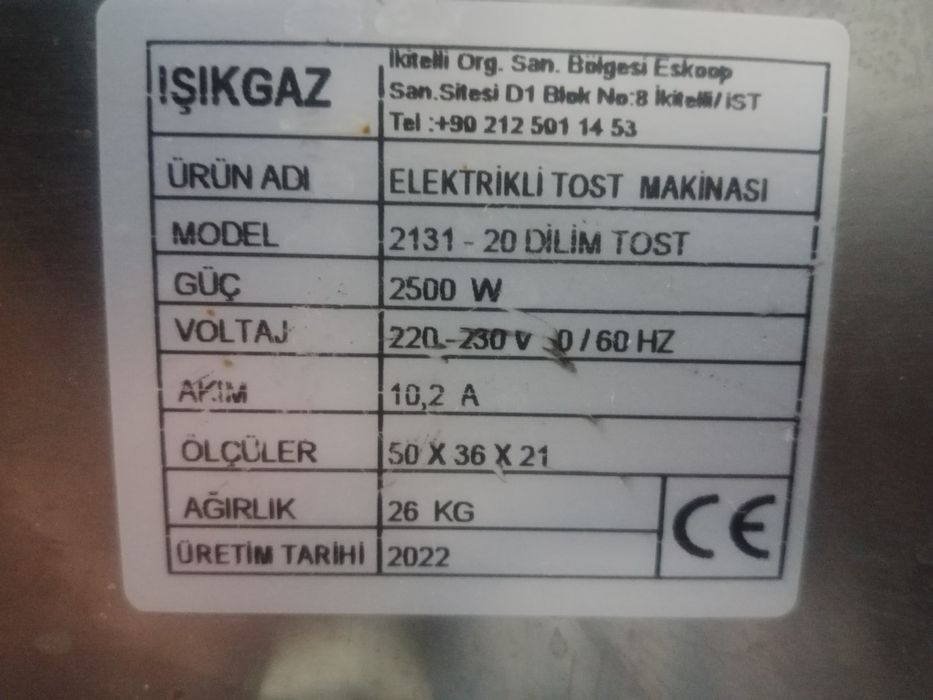 IŞIKGAZ
İkitelli Org. San. Bölgesi Eskoop
San.Sitesi D1 Blok No:8 İkitelli/İST
Tel :+90 212 501 14 53
ÜRÜN ADI ELEKTRİKLİ TOST MAKİNASI
MODEL 2131 - 20 DİLİM TOST
GÜÇ 2500 W
VOLTAJ 220.-230 v 0/60 HZ
AKIM 10,2 A
ÖLÇÜLER 50 X 36 X 21
AĞIRLIK 26 KG
ÜRETİM TARİHİ 2022
CE